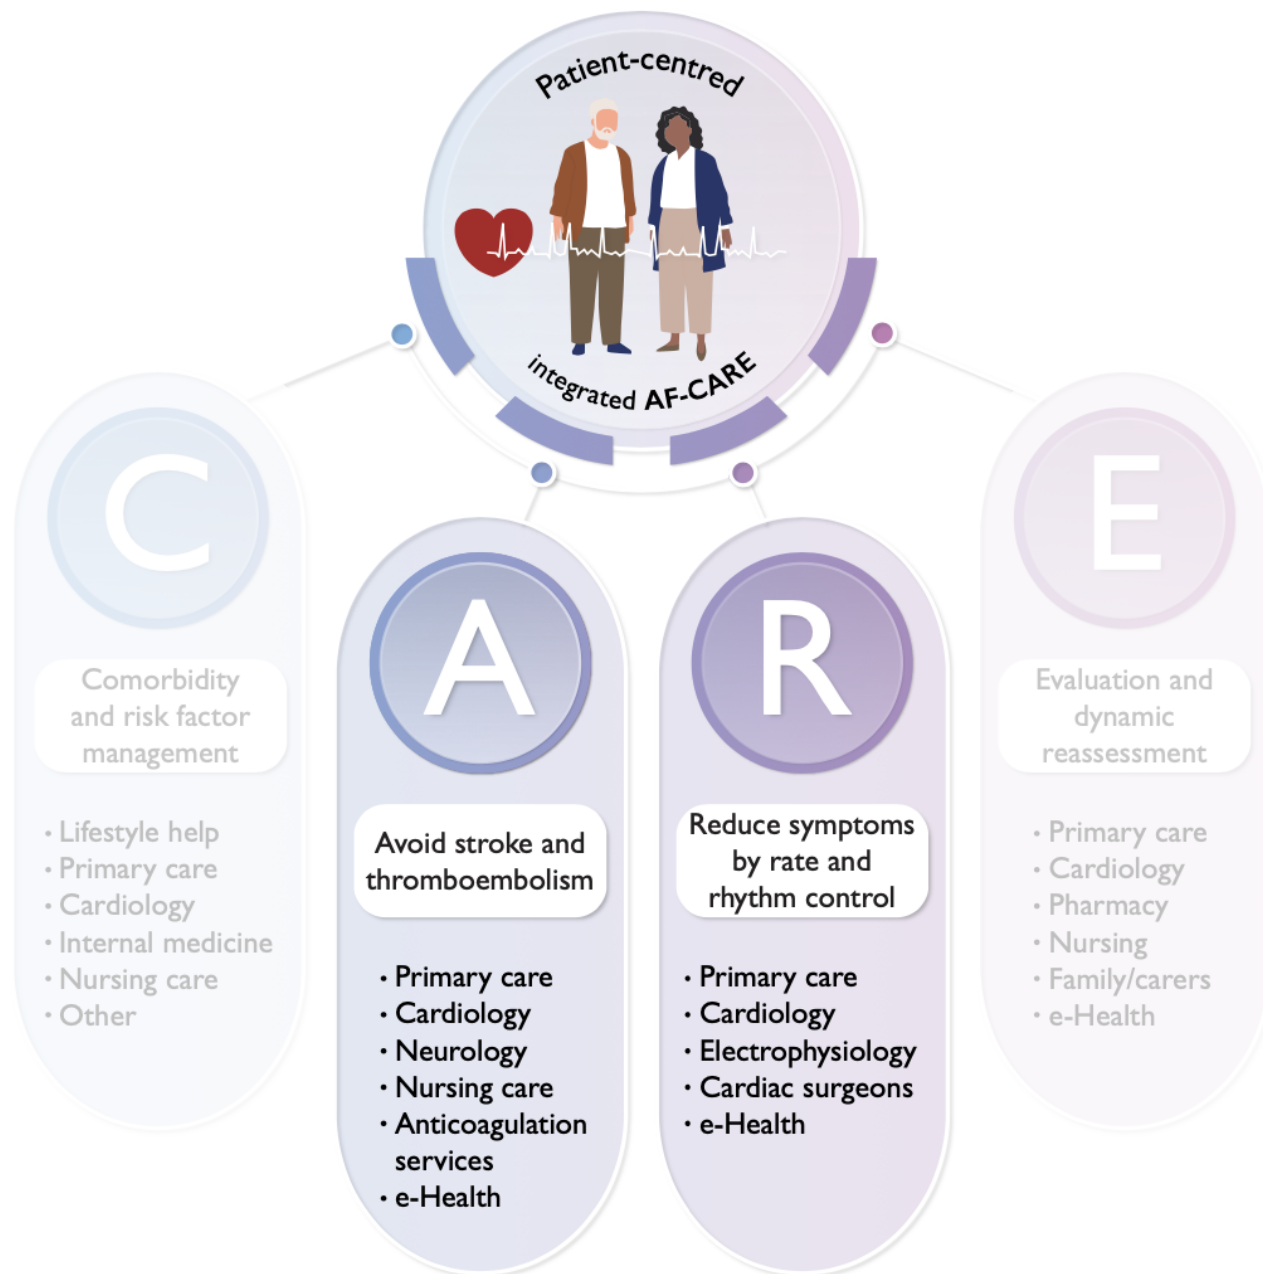 Patient-centred
integrated AF-CARE
C
Comorbidity
and risk factor
management
· Lifestyle help
· Primary care
· Cardiology
· Internal medicine
· Nursing care
· Other
A
Avoid stroke and
thromboembolism
· Primary care
· Cardiology
· Neurology
· Nursing care
· Anticoagulation
services
· e-Health
R
Reduce symptoms
by rate and
rhythm control
· Primary care
· Cardiology
· Electrophysiology
· Cardiac surgeons
· e-Health
E
Evaluation and
dynamic
reassessment
· Primary care
· Cardiology
· Pharmacy
· Nursing
· Family/carers
· e-Health